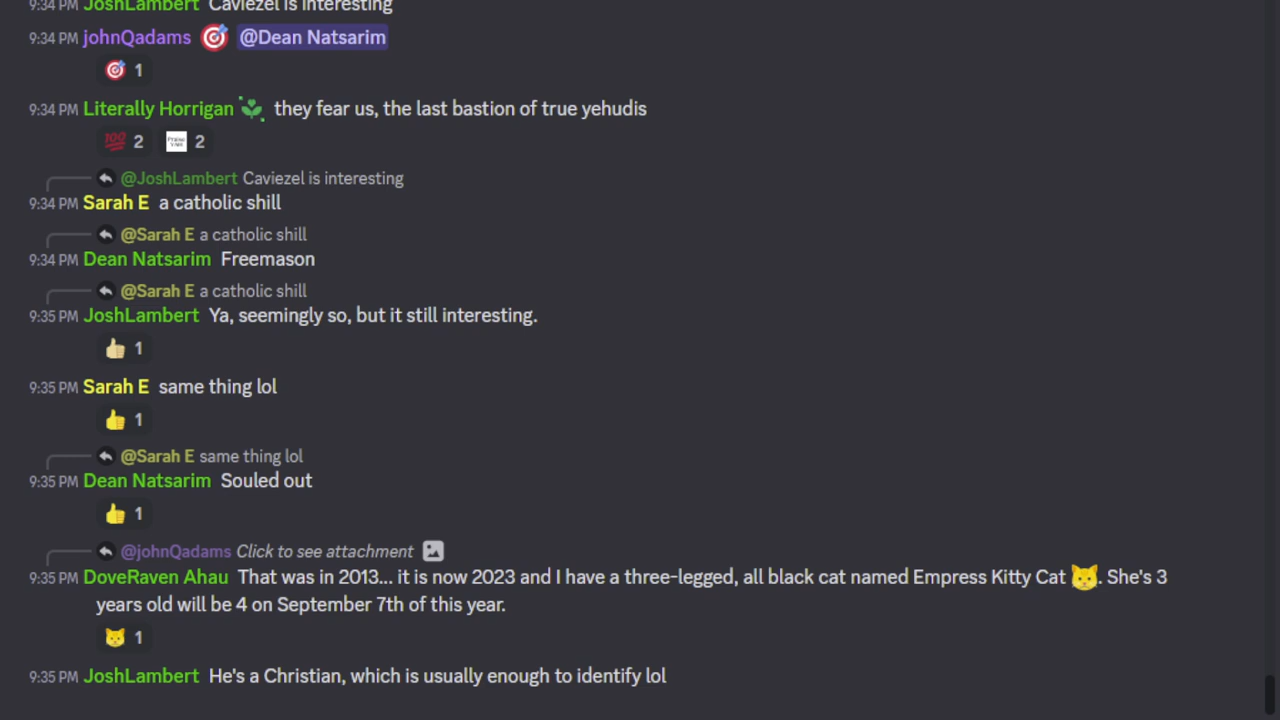 9:34 PM JoshLambert Caviezel is interesting
9:34 PM johnQadams 🎯 @Dean Natsarim
🎯 1
9:34 PM Literally Horrigan they fear us, the last bastion of true yehudis
💯 2 2
@JoshLambert Caviezel is interesting
9:34 PM Sarah E a catholic shill
@Sarah E a catholic shill
9:34 PM Dean Natsarim Freemason
@Sarah E a catholic shill
9:35 PM JoshLambert Ya, seemingly so, but it still interesting.
👍 1
9:35 PM Sarah E same thing lol
👍 1
@Sarah E same thing lol
9:35 PM Dean Natsarim Souled out
👍 1
@johnQadams Click to see attachment
9:35 PM DoveRaven Ahau That was in 2013... it is now 2023 and I have a three-legged, all black cat named Empress Kitty Cat 🐱. She's 3
years old will be 4 on September 7th of this year.
🐱 1
9:35 PM JoshLambert He's a Christian, which is usually enough to identify lol